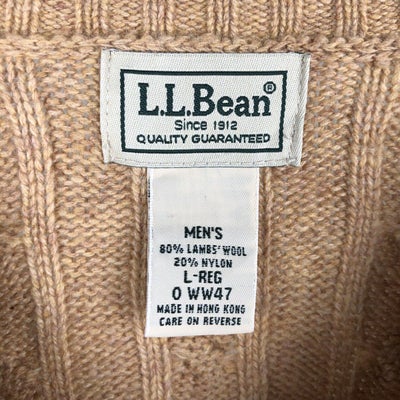 L.L.Bean®
Since 1912
QUALITY GUARANTEED
MEN'S
80% LAMBS' WOOL
20% NYLON
L-REG
0 WW47
MADE IN HONG KONG
CARE ON REVERSE